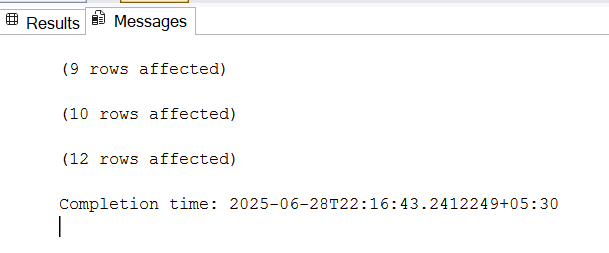 Results Messages
(9 rows affected)
(10 rows affected)
(12 rows affected)
Completion time: 2025-06-28T22:16:43.2412249+05:30